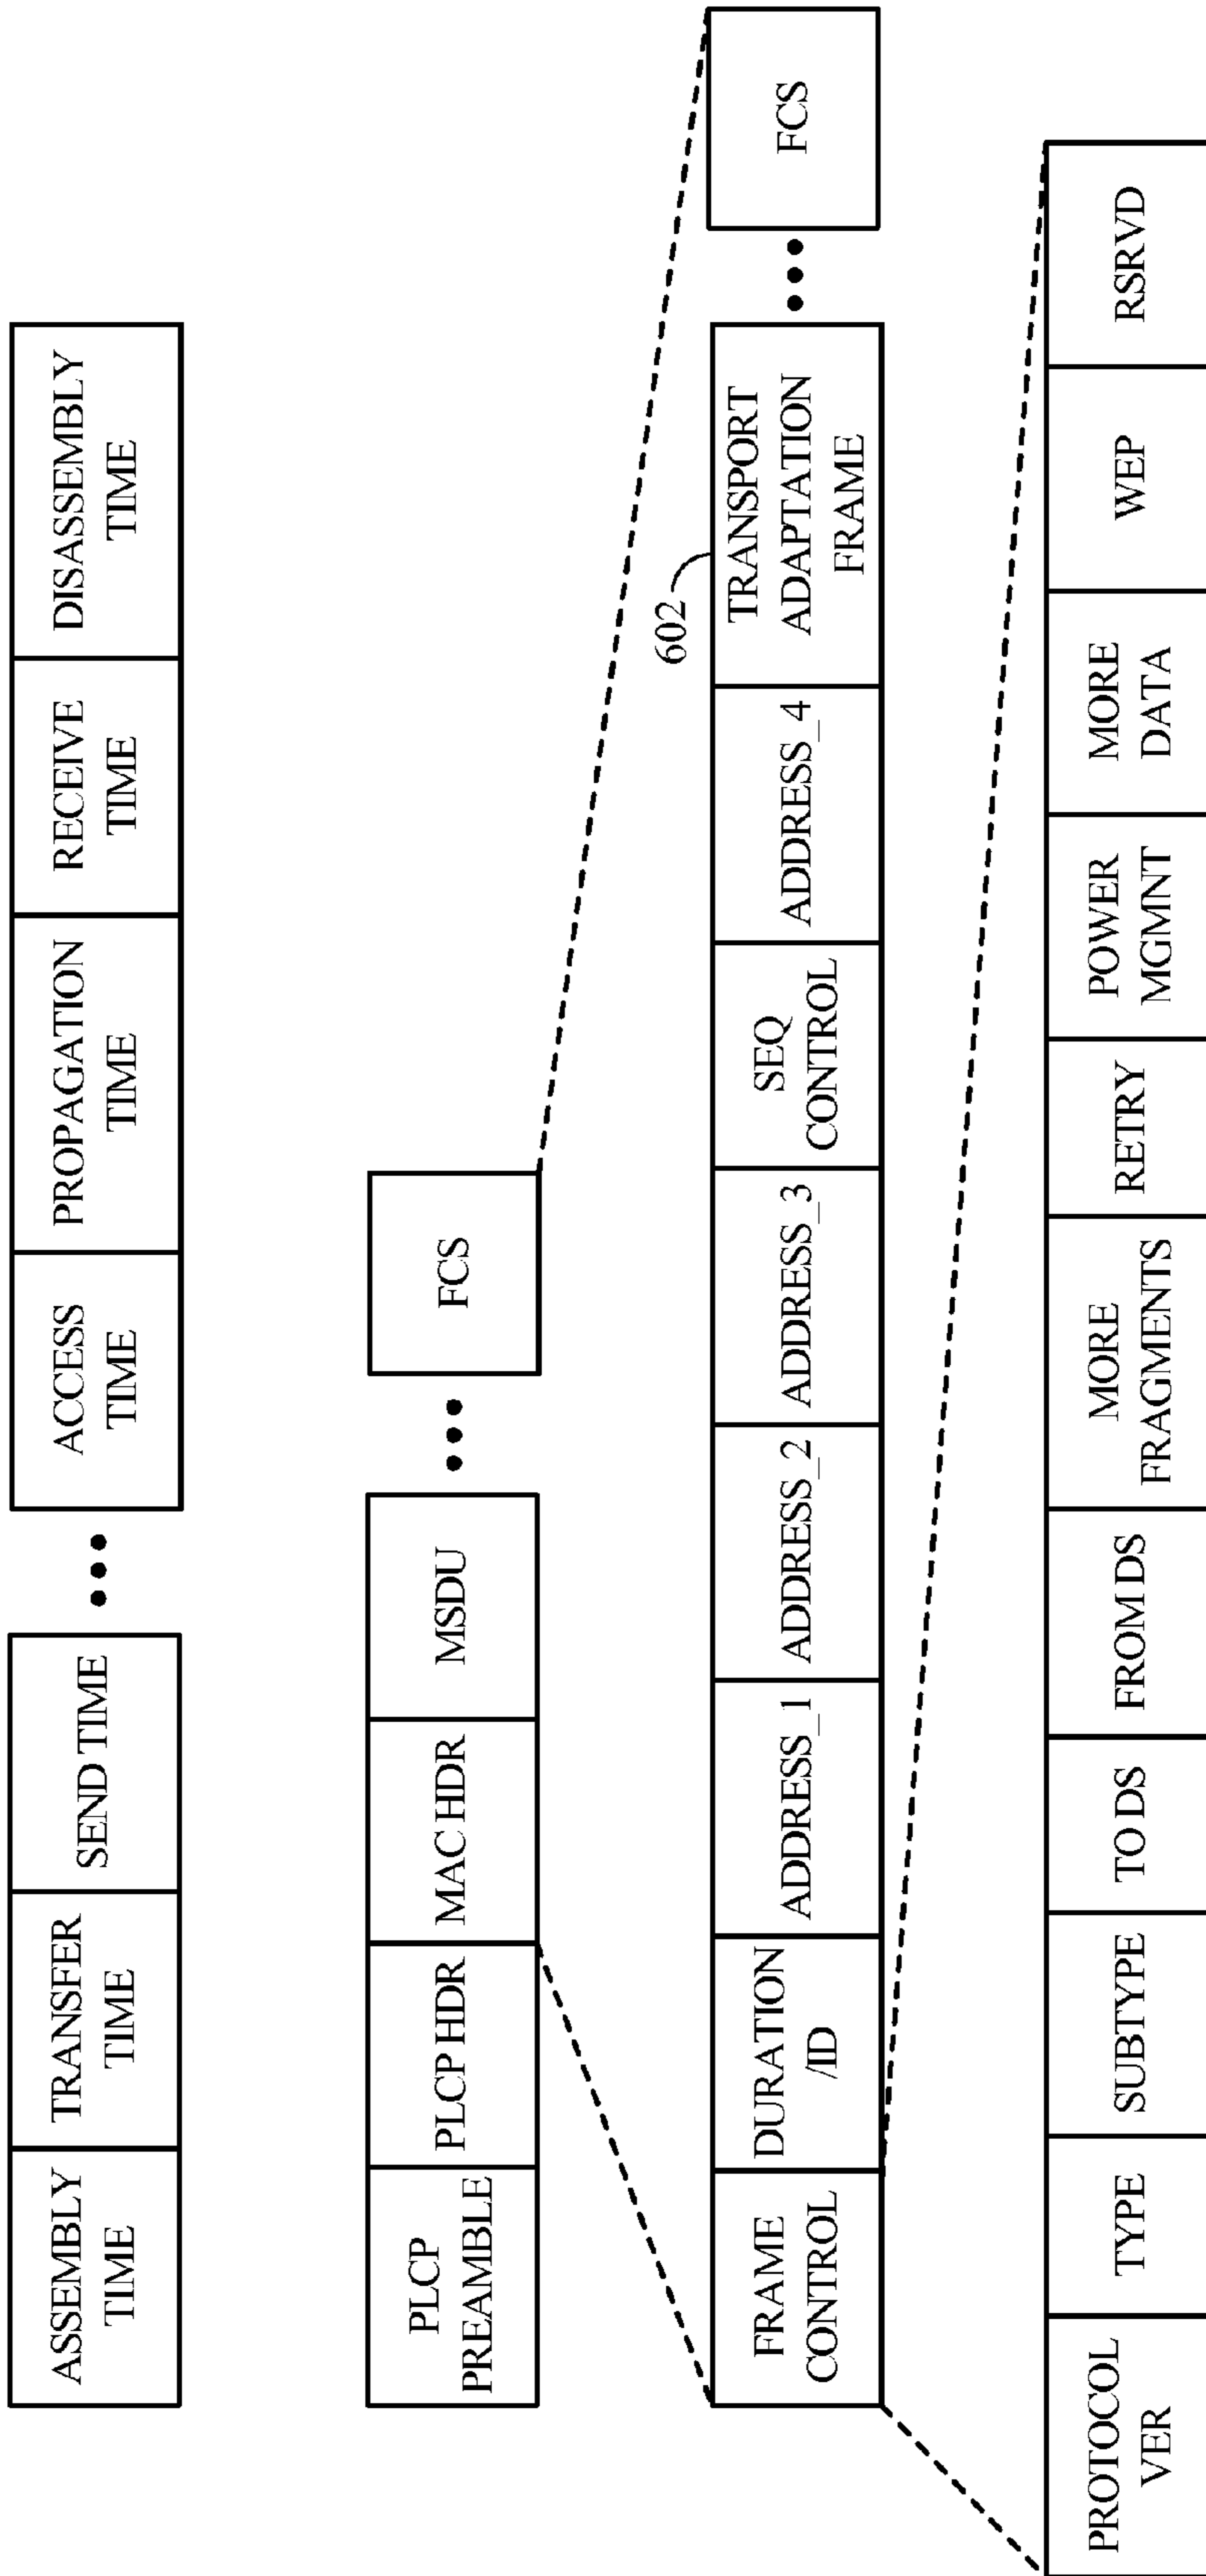 ASSEMBLY
TIME
TRANSFER
TIME
SEND TIME
•••
ACCESS
TIME
PROPAGATION
TIME
RECEIVE
TIME
DISASSEMBLY
TIME
PLCP
PREAMBLE
PLCP HDR
MAC HDR
MSDU
•••
FCS
602
FRAME
CONTROL
DURATION
/ID
ADDRESS_1
ADDRESS_2
ADDRESS_3
SEQ
CONTROL
ADDRESS_4
TRANSPORT
ADAPTATION
FRAME
•••
FCS
PROTOCOL
VER
TYPE
SUBTYPE
TO DS
FROM DS
MORE
FRAGMENTS
RETRY
POWER
MGMNT
MORE
DATA
WEP
RSRVD